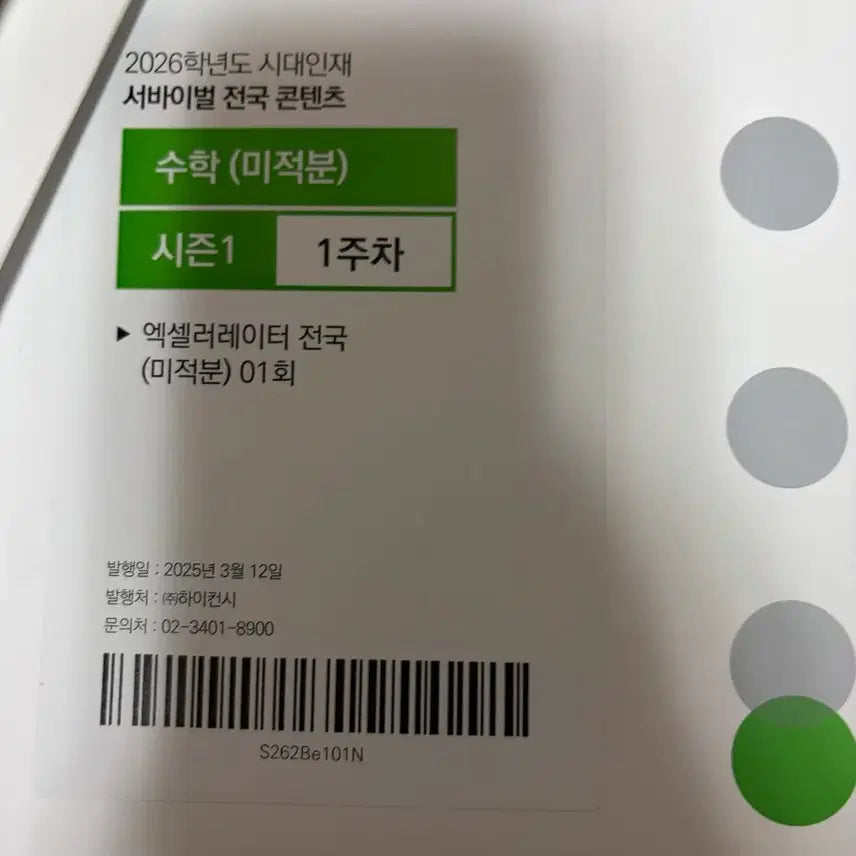 2026학년도 시대인재
서바이벌 전국 콘텐츠
수학 (미적분)
시즌1 1주차
▶ 엑셀러레이터 전국
(미적분) 01회
발행일 : 2025년 3월 12일
발행처 : ㈜하이컨시
문의처 : 02-3401-8900
S262Be101N